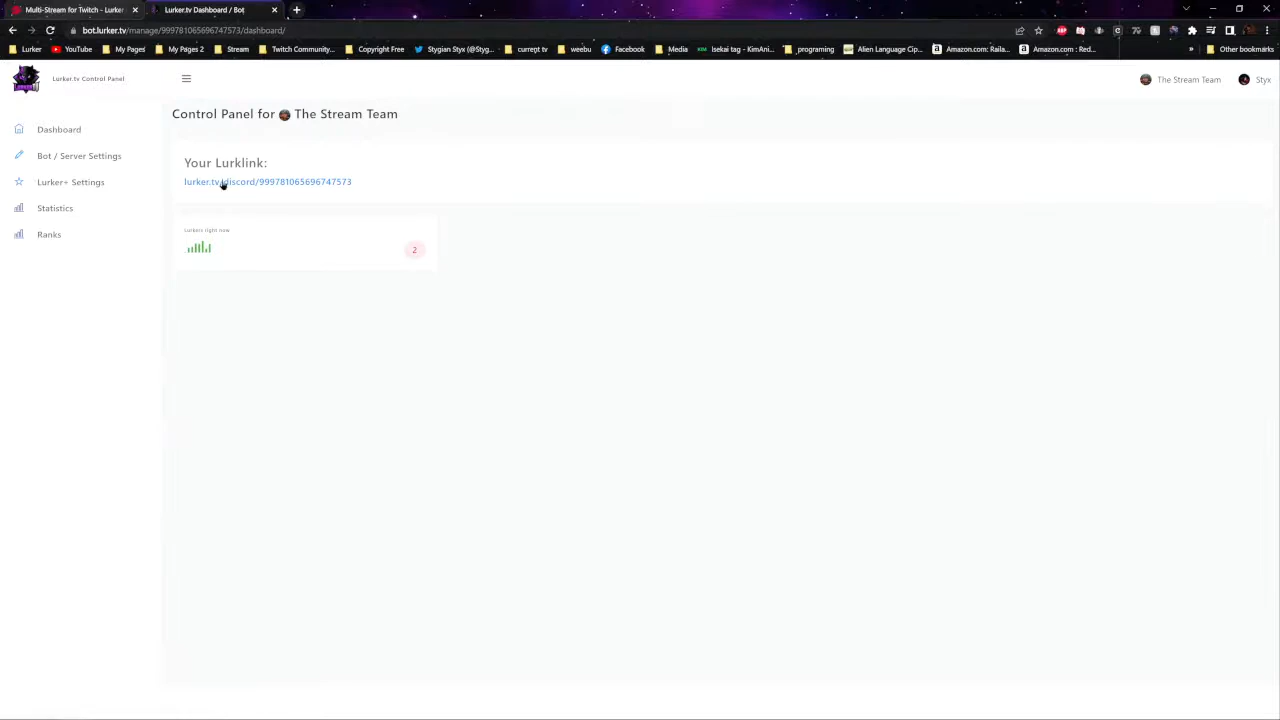 Multi-Stream for Twitch - Lurker
Lurker.tv Dashboard / Bot
bot.lurker.tv/manage/999781065696747573/dashboard/
Lurker
YouTube
My Pages
My Pages 2
Stream
Twitch Community...
Copyright Free
Stygian Styx (@Styg...
currept tv
weebu
Facebook
Media
KIM
Isekai tag - KimAni...
_programing
Alien Language Cip...
Amazon.com: Raila...
Amazon.com : Red...
»
Other bookmarks
Lurker.tv Control Panel
The Stream Team
Styx
Control Panel for The Stream Team
Dashboard
Bot / Server Settings
Lurker+ Settings
Statistics
Ranks
Your Lurklink:
lurker.tv/discord/999781065696747573
Lurkers right now
2